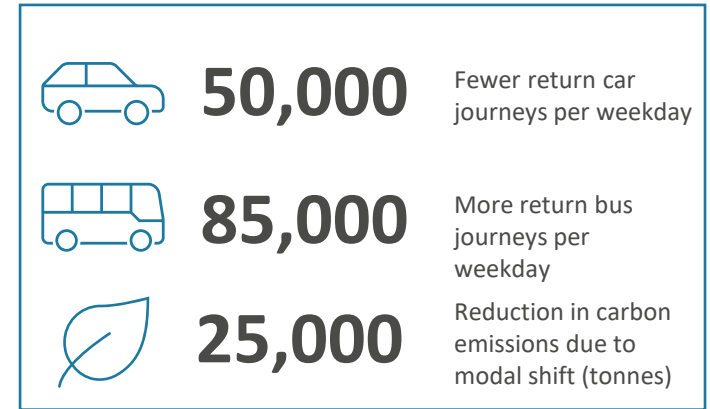 50,000
Fewer return car
journeys per weekday
85,000
More return bus
journeys per
weekday
25,000
Reduction in carbon
emissions due to
modal shift (tonnes)